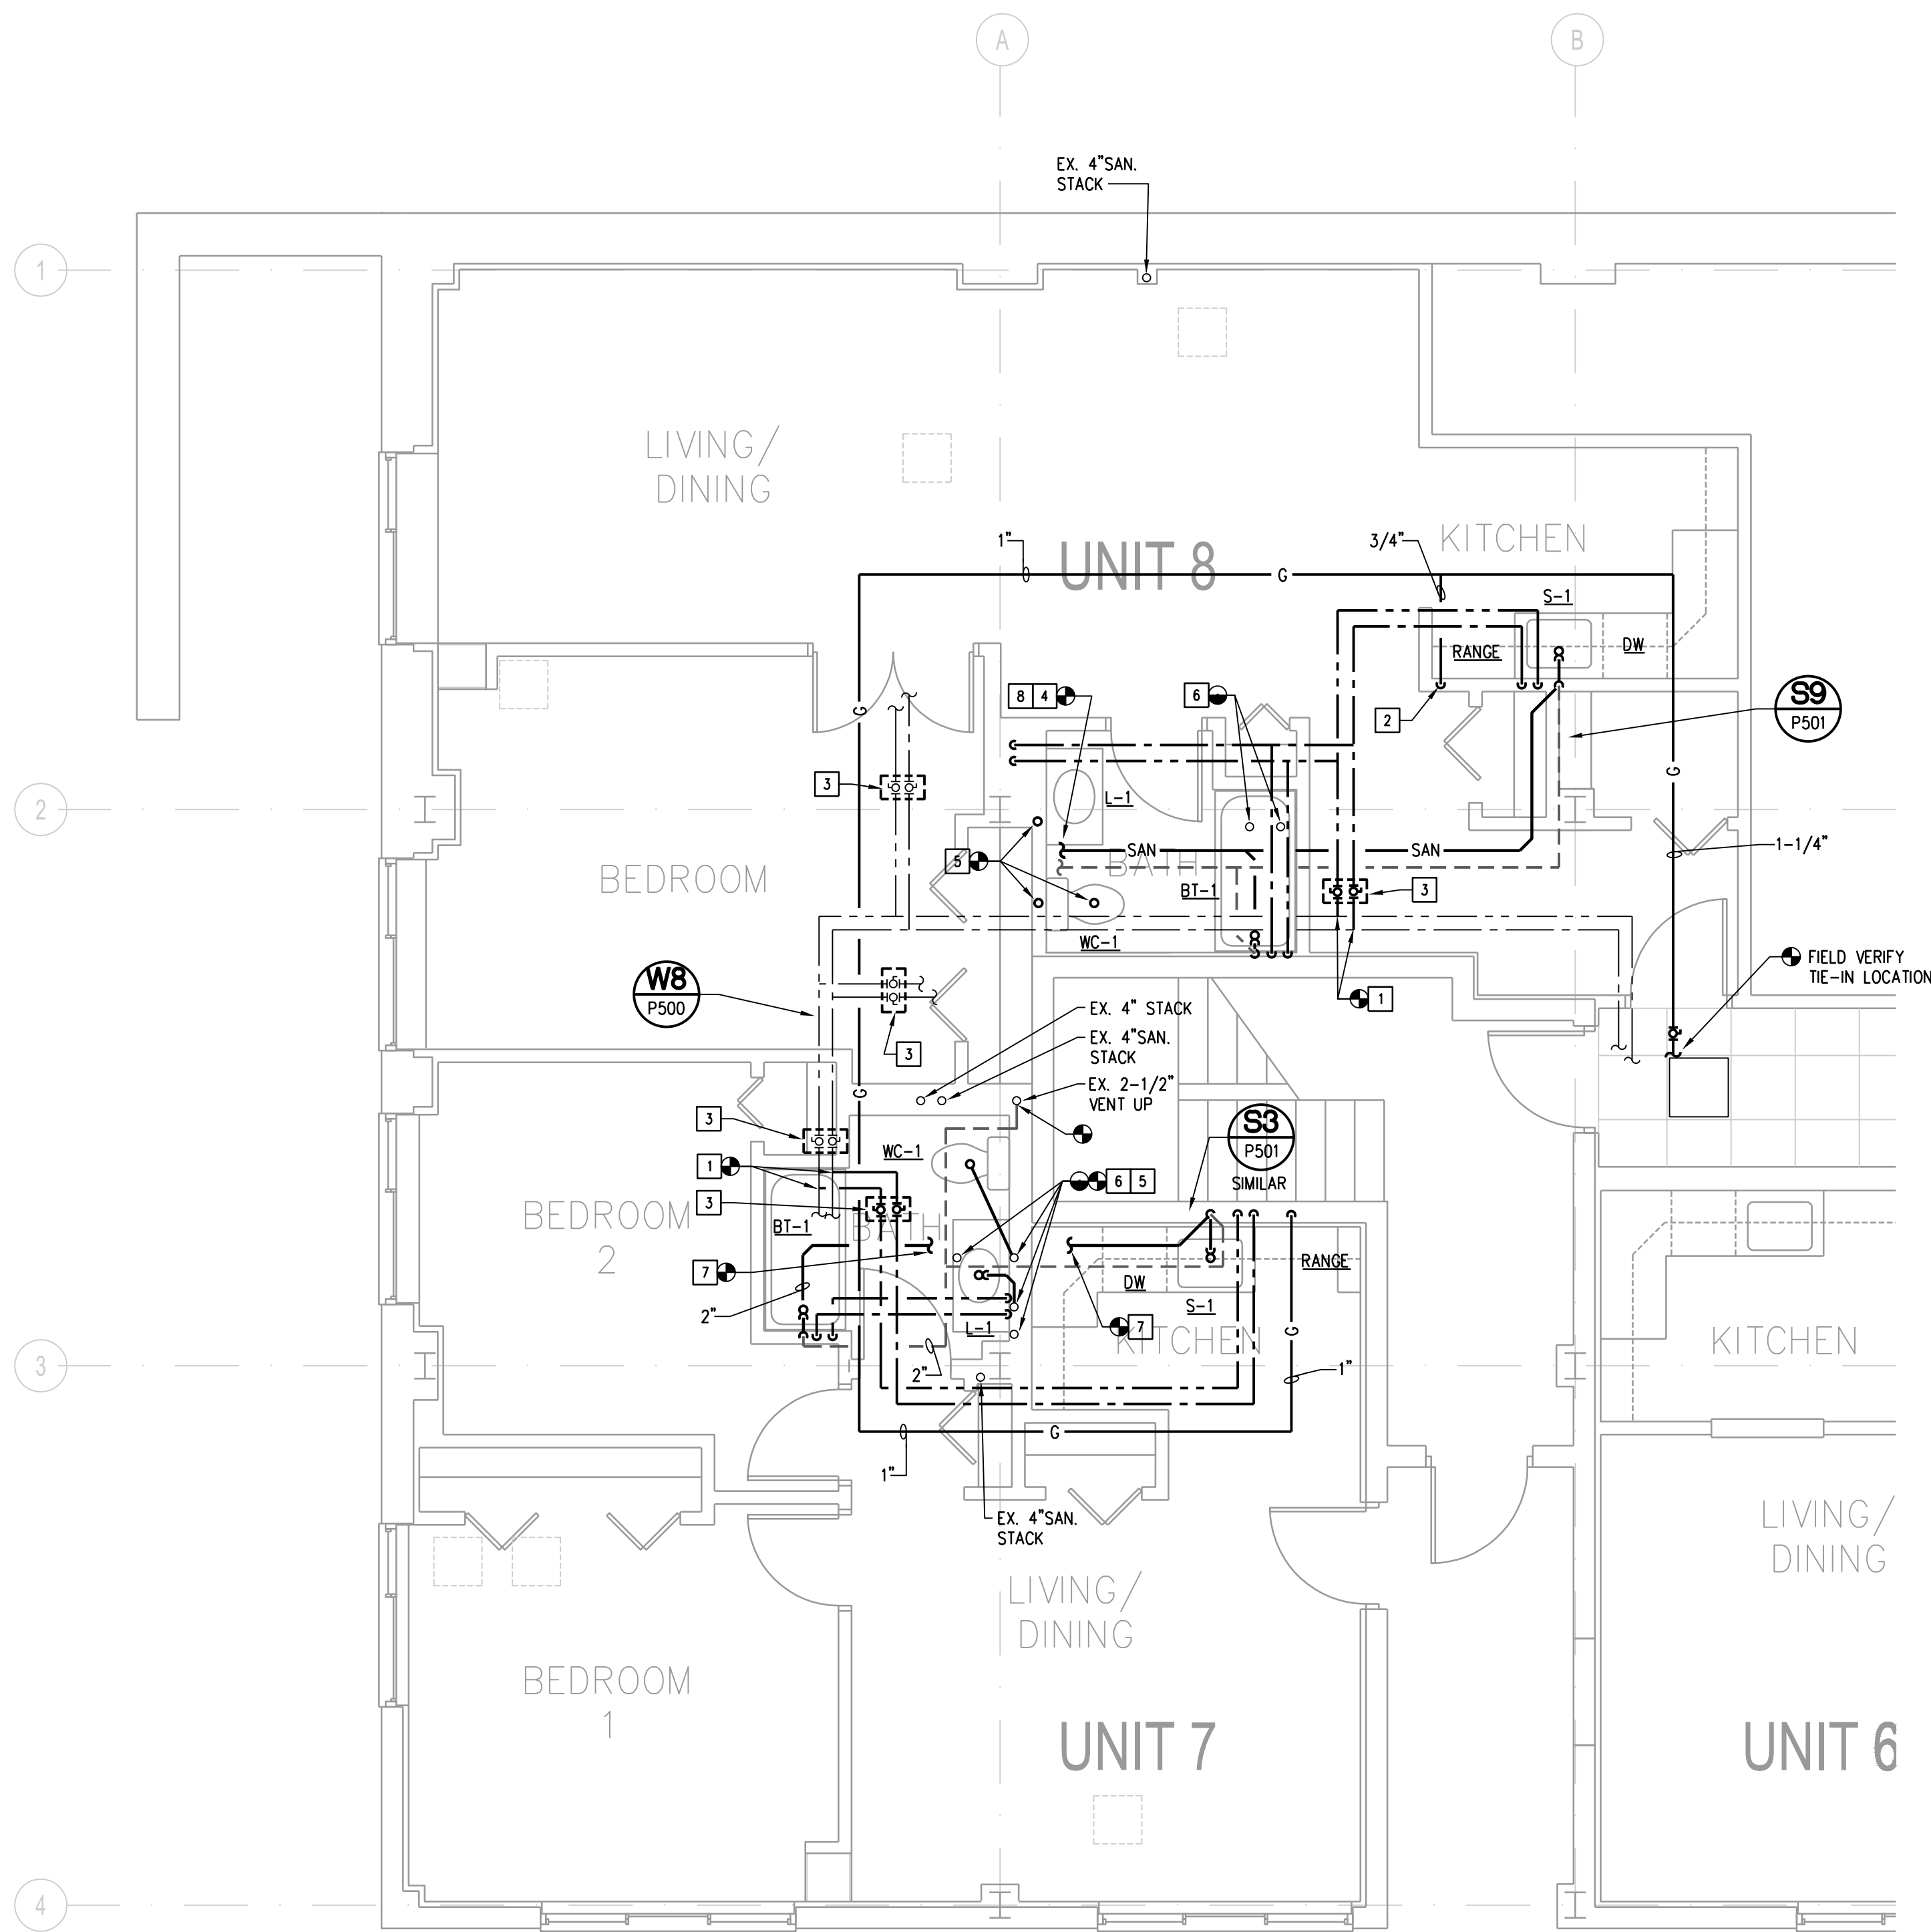 A
B
EX. 4"SAN.
STACK
1
LIVING/
DINING
1"
UNIT 8
G
3/4"
KITCHEN
S-1
RANGE
DW
8 4
6
2
S9
P501
G
G
3
2
L-1
1-1/4"
BEDROOM
5
SAN
BATH
SAN
BT-1
3
WC-1
FIELD VERIFY
TIE-IN LOCATION
W8
P500
1
EX. 4" STACK
3
EX. 4"SAN.
STACK
EX. 2-1/2"
VENT UP
G
3
S3
P501
SIMILAR
WC-1
1
6 5
3
BEDROOM
2
BT-1
BATH
7
RANGE
DW
2"
S-1
L-1
7
KITCHEN
G
KITCHEN
3
2"
1"
G
1"
EX. 4"SAN.
STACK
LIVING/
DINING
LIVING/
DINING
BEDROOM
1
UNIT 7
UNIT 6
4